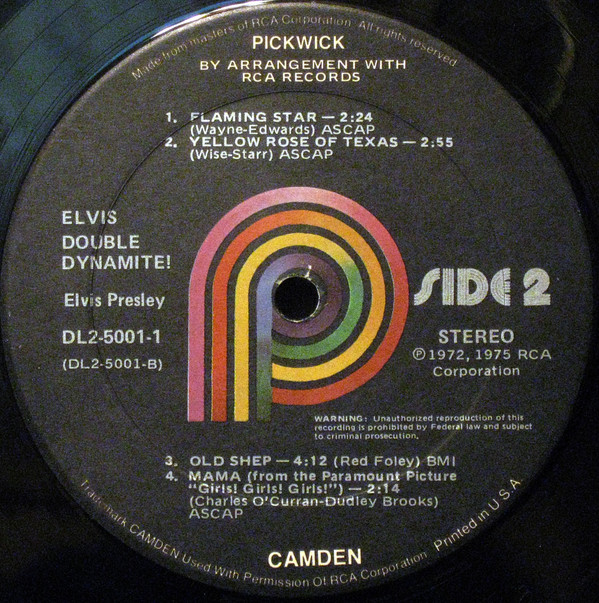 Made from masters of RCA Corporation. All rights reserved
PICKWICK
BY ARRANGEMENT WITH
RCA RECORDS
1. FLAMING STAR — 2:24
(Wayne-Edwards) ASCAP
2. YELLOW ROSE OF TEXAS — 2:55
(Wise-Starr) ASCAP
ELVIS
DOUBLE
DYNAMITE!
Elvis Presley
DL2-5001-1
(DL2-5001-B)
SIDE 2
STEREO
℗1972, 1975 RCA
Corporation
WARNING: Unauthorized reproduction of this
recording is prohibited by Federal law and subject
to criminal prosecution.
3. OLD SHEP — 4:12 (Red Foley) BMI
4. MAMA (from the Paramount Picture
"Girls! Girls! Girls!") — 2:14
(Charles O'Curran-Dudley Brooks)
ASCAP
CAMDEN
Trademark CAMDEN Used With Permission Of RCA Corporation Printed in U.S.A